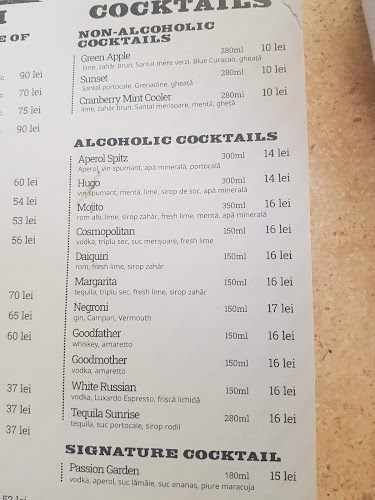 COCKTAILS
E OF
90 lei
70 lei
75 lei
90 lei
60 lei
54 lei
53 lei
56 lei
70 lei
65 lei
60 lei
37 lei
37 lei
37 lei
NON-ALCOHOLIC
COCKTAILS
Green Apple 280ml 10 lei
lime, zahăr brun, Santal mere verzi, Blue Curacao, gheață
Sunset 280ml 10 lei
Santal portocale, Grenadine, gheață
Cranberry Mint Cooler 280ml 10 lei
lime, zahăr brun, Santal merisoare, mentă, gheță
ALCOHOLIC COCKTAILS
Aperol Spitz 300ml 14 lei
Aperol, vin spumant, apă minerală, portocală
Hugo 300ml 14 lei
vin spumant, mentă, lime, sirop de soc, apă minerală
Mojito 350ml 16 lei
rom alb, lime, sirop zahăr, fresh lime, mentă, apă minerală
Cosmopolitan 150ml 16 lei
vodka, triplu sec, suc merișoare, fresh lime
Daiquiri 150ml 16 lei
rom, fresh lime, sirop zahăr
Margarita 150ml 16 lei
tequila, triplu sec, fresh lime, sirop zahăr
Negroni 150ml 17 lei
gin, Campari, Vermouth
Goodfather 150ml 16 lei
whiskey, amaretto
Goodmother 150ml 16 lei
vodka, amaretto
White Russian 150ml 16 lei
vodka, Luxardo Espresso, frișcă lichidă
Tequila Sunrise 280ml 16 lei
tequila, suc portocale, sirop rodii
SIGNATURE COCKTAIL
Passion Garden 180ml 15 lei
vodka, aperol, suc lămâie, suc ananas, piure maracuja